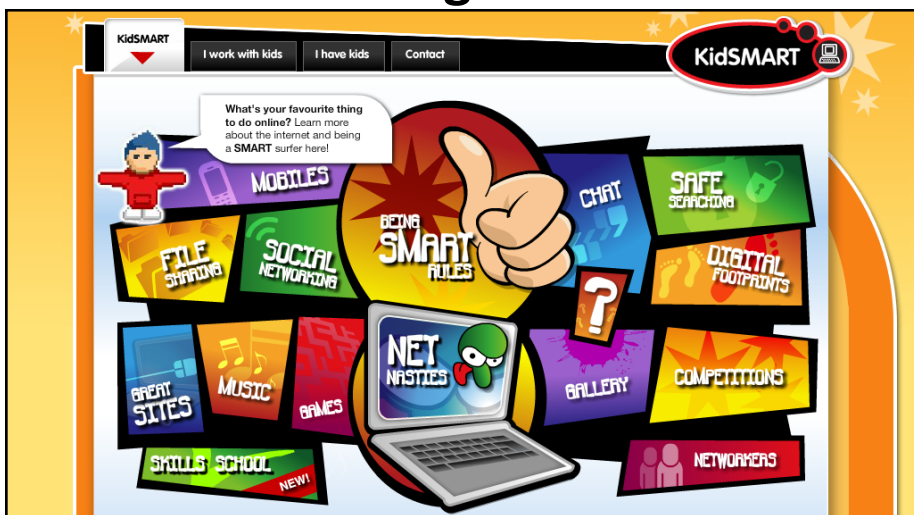 KidSMART
I work with kids
I have kids
Contact
KidSMART
What's your favourite thing
to do online? Learn more
about the internet and being
a SMART surfer here!
MOBILES
CHAT
SAFE
SEARCHING
BEING
SMART
RULES
FILE
SHARING
SOCIAL
NETWORKING
DIGITAL
FOOTPRINTS
?
GREAT
SITES
MUSIC
GAMES
NET
NASTIES
GALLERY
COMPETITIONS
SKILLS SCHOOL
NEW!
NETWORKERS